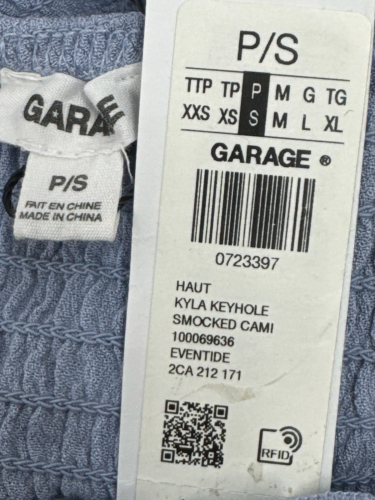 GARAGE
P/S
FAIT EN CHINE
MADE IN CHINA
P/S
TTP TP P M G TG
XXS XS S M L XL
GARAGE ®
0723397
HAUT
KYLA KEYHOLE
SMOCKED CAMI
100069636
EVENTIDE
2CA 212 171
RFID